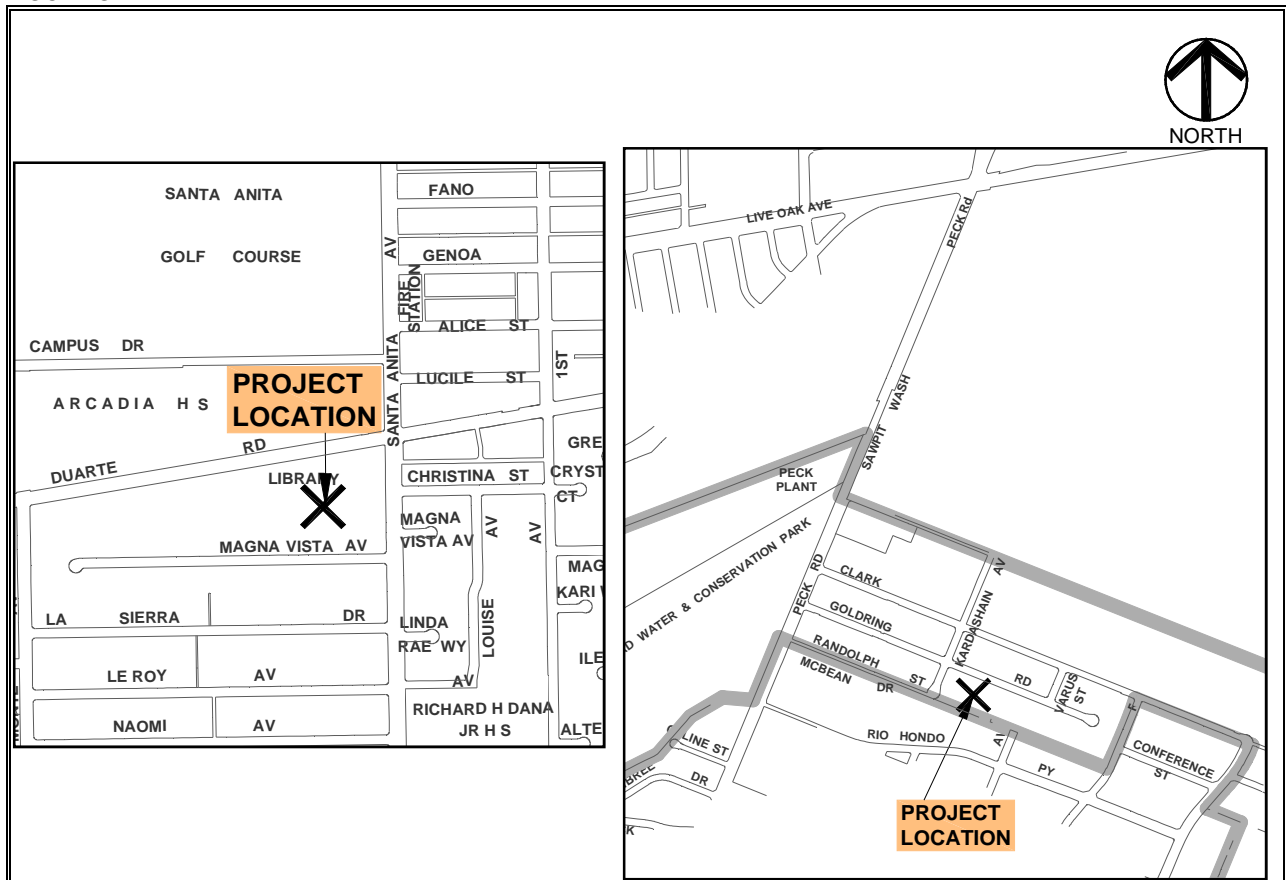 NORTH
SANTA ANITA
GOLF COURSE
CAMPUS DR
ARCADIA H S
PROJECT
LOCATION
DUARTE RD
LIBRARY
MAGNA VISTA AV
LA SIERRA DR
LE ROY AV
NAOMI AV
SANTA ANITA AV
FANO
GENOA
FIRE
STATION
ALICE ST
LUCILE ST
1ST
AV
CHRISTINA ST
GRE
CRYST
CT
MAGNA
VISTA AV
LOUISE AV
MAG
KARI
LINDA
RAE WY
ILE
AV
RICHARD H DANA
JR H S
ALTE
LIVE OAK AVE
PECK Rd
SAWPIT WASH
PECK
PLANT
WATER & CONSERVATION PARK
PECK RD
CLARK
GOLDRING RD
RANDOLPH ST
MCBEAN DR
KARDASHAIN AV
VARUS
ST
RIO HONDO PY
AV
LINE ST
DR
CONFERENCE
ST
PROJECT
LOCATION